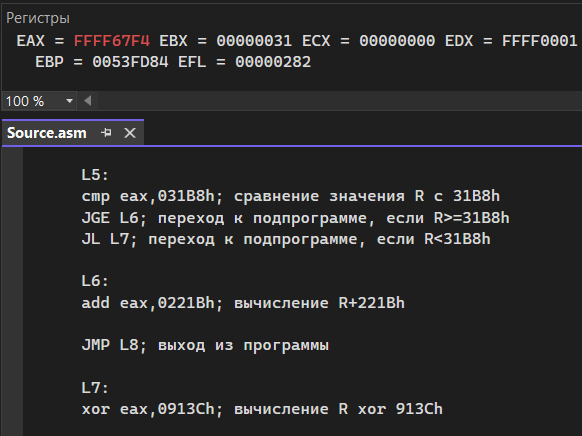 Регистры
EAX = FFFF67F4 EBX = 00000031 ECX = 00000000 EDX = FFFF0001
EBP = 0053FD84 EFL = 00000282
100 %
Source.asm
L5:
cmp eax,031B8h; сравнение значения R с 31B8h
JGE L6; переход к подпрограмме, если R>=31B8h
JL L7; переход к подпрограмме, если R<31B8h
L6:
add eax,0221Bh; вычисление R+221Bh
JMP L8; выход из программы
L7:
xor eax,0913Ch; вычисление R xor 913Ch